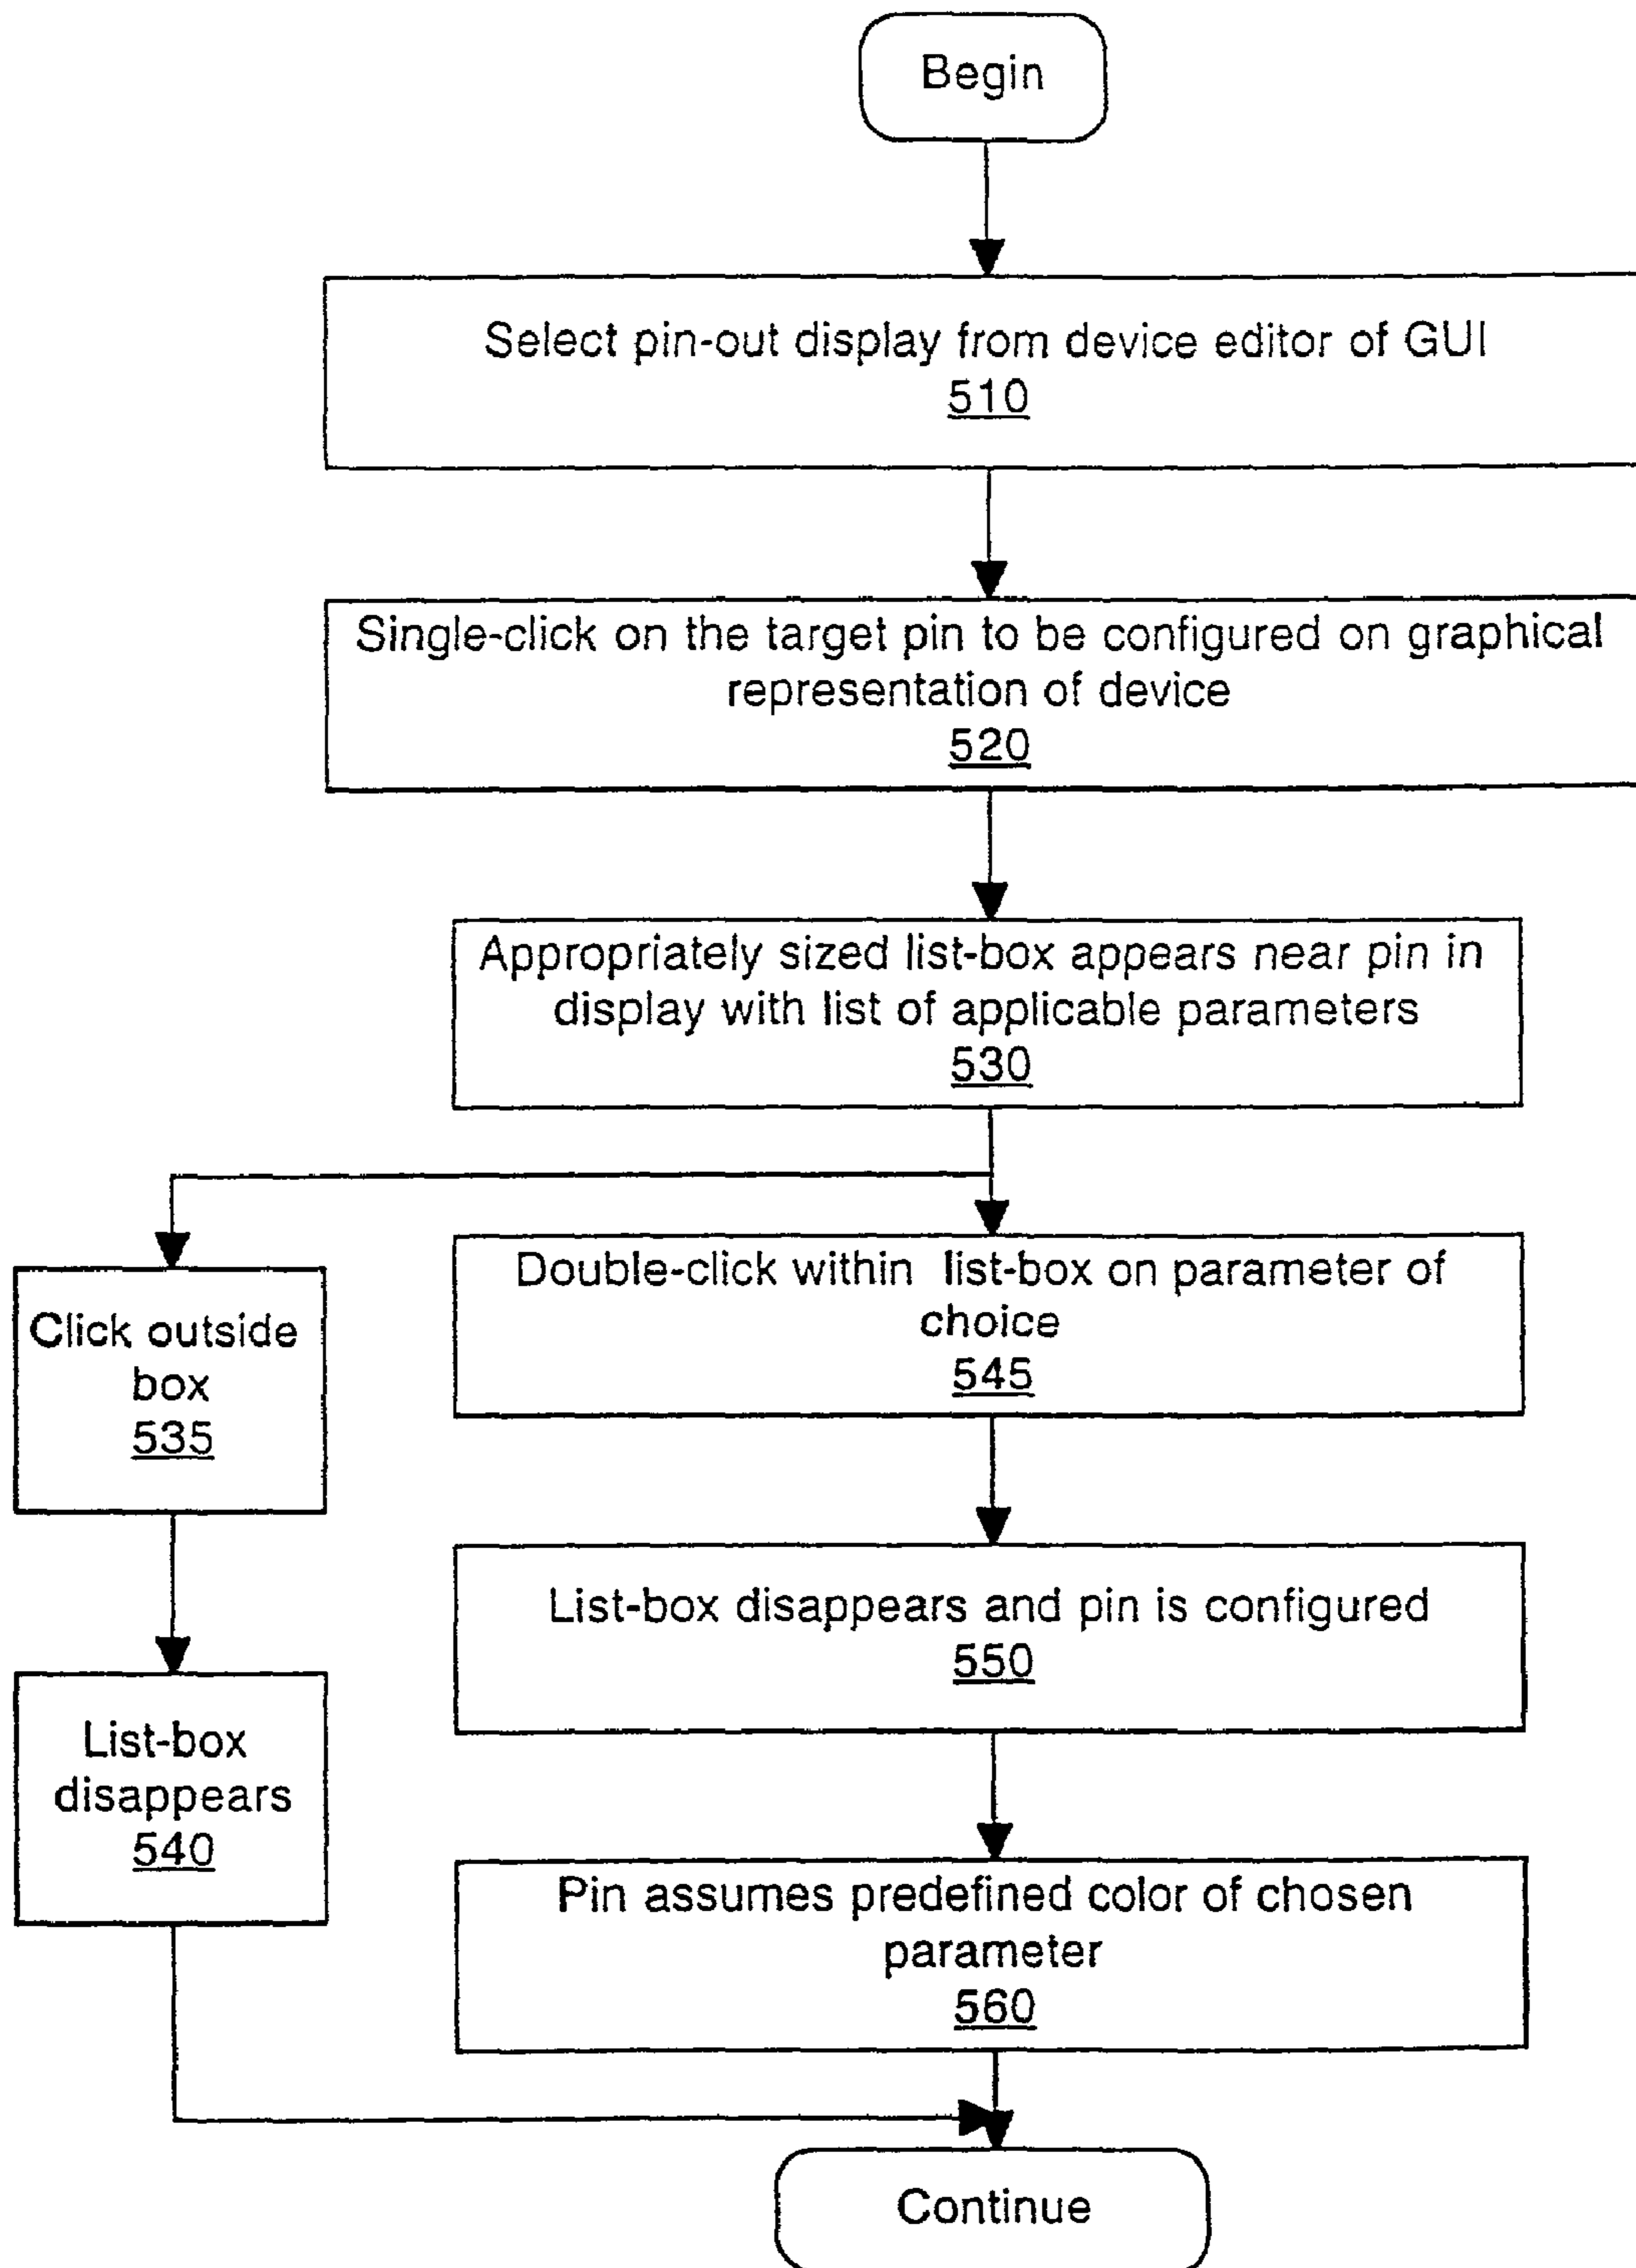 Begin
Select pin-out display from device editor of GUI
510
Single-click on the target pin to be configured on graphical
representation of device
520
Appropriately sized list-box appears near pin in
display with list of applicable parameters
530
Click outside
box
535
List-box
disappears
540
Double-click within list-box on parameter of
choice
545
List-box disappears and pin is configured
550
Pin assumes predefined color of chosen
parameter
560
Continue